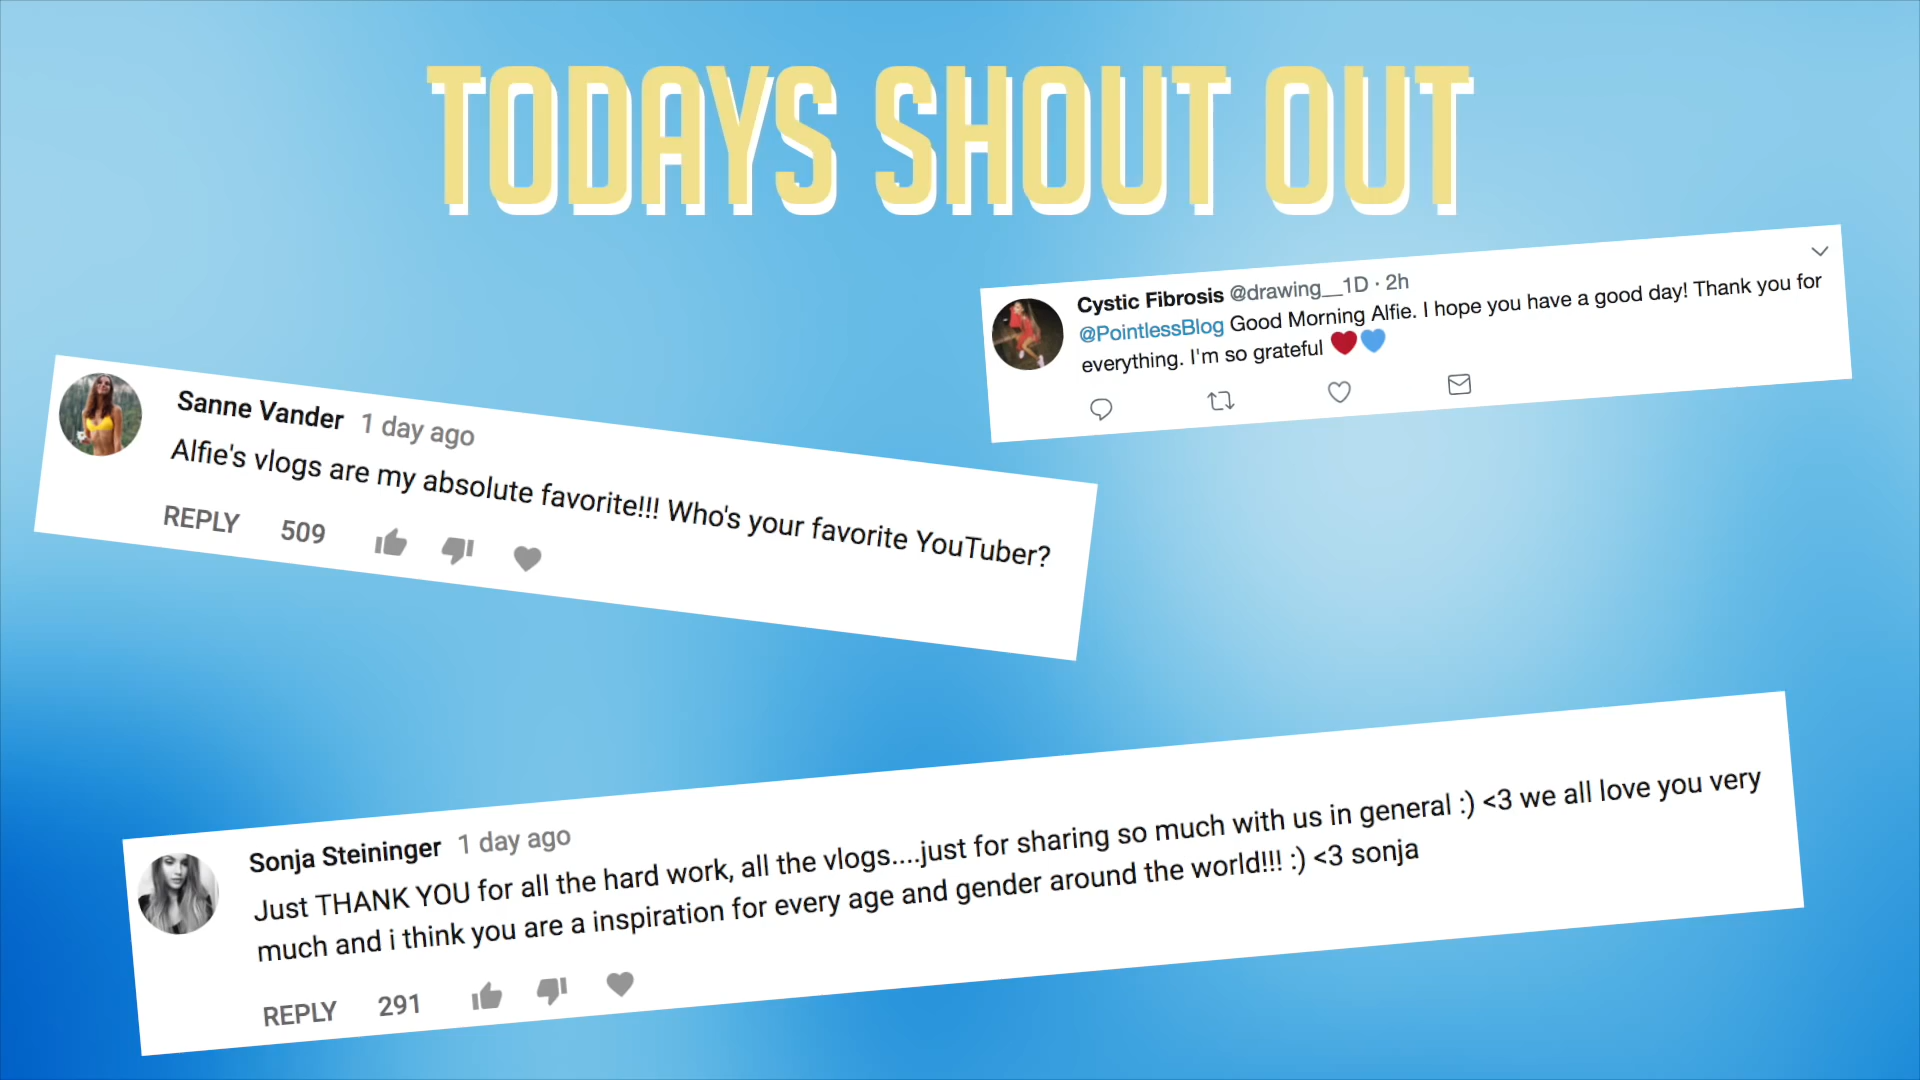 TODAYS SHOUT OUT
Cystic Fibrosis @drawing__1D · 2h
@PointlessBlog Good Morning Alfie. I hope you have a good day! Thank you for
everything. I'm so grateful ❤️💙
Sanne Vander 1 day ago
Alfie's vlogs are my absolute favorite!!! Who's your favorite YouTuber?
REPLY 509
Sonja Steininger 1 day ago
Just THANK YOU for all the hard work, all the vlogs....just for sharing so much with us in general :) <3 we all love you very
much and i think you are a inspiration for every age and gender around the world!!! :) <3 sonja
REPLY 291